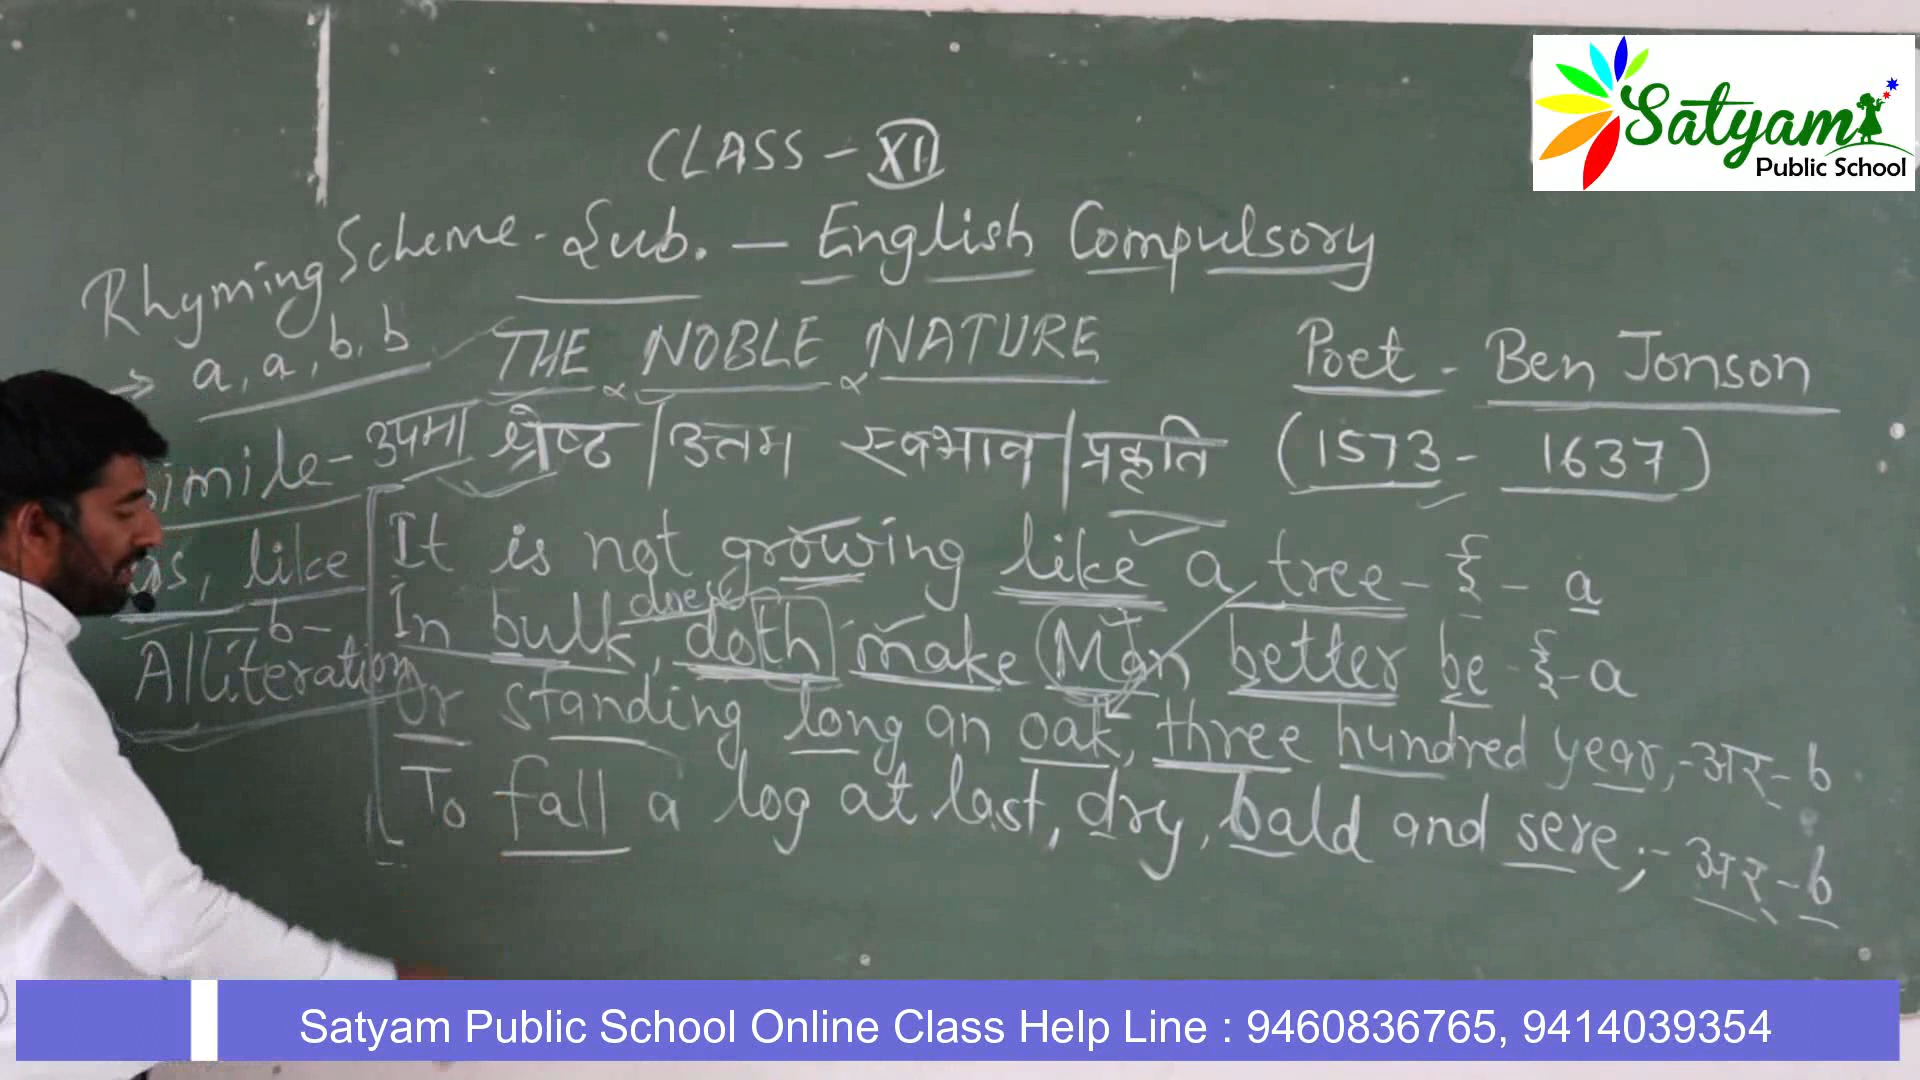 Satyam
Public School
CLASS - XII
Rhyming Scheme - Sub. - English Compulsory
→ a, a, b, b
THE NOBLE NATURE
Poet - Ben Jonson
श्रेष्ठ / उत्तम स्वभाव / प्रकृति (1573 - 1637)
Simile - उपमा
as, like
b -
Alliteration
It is not growing like a tree - ई - a
does
In bulk, doth make Man better be - ई - a
Or standing long an oak, three hundred year, - अर - b
To fall a log at last, dry, bald and sere; - अर - b
Satyam Public School Online Class Help Line : 9460836765, 9414039354